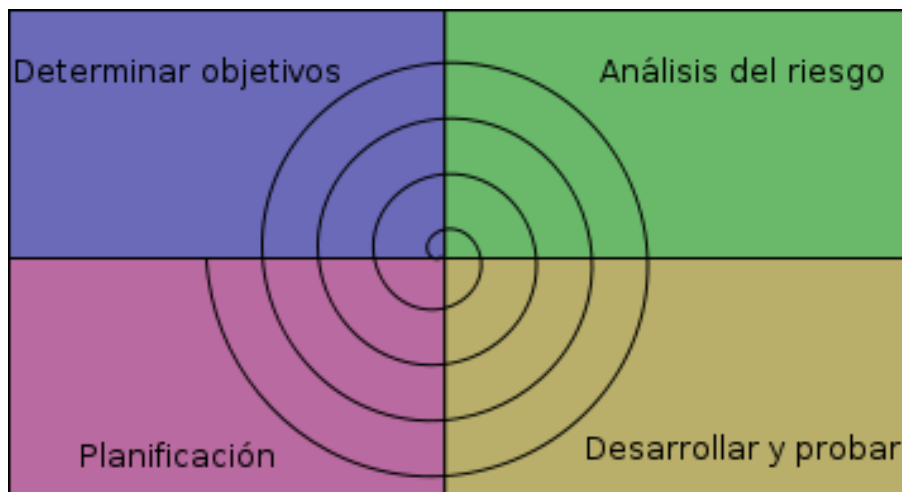 Determinar objetivos
Análisis del riesgo
Planificación
Desarrollar y probar